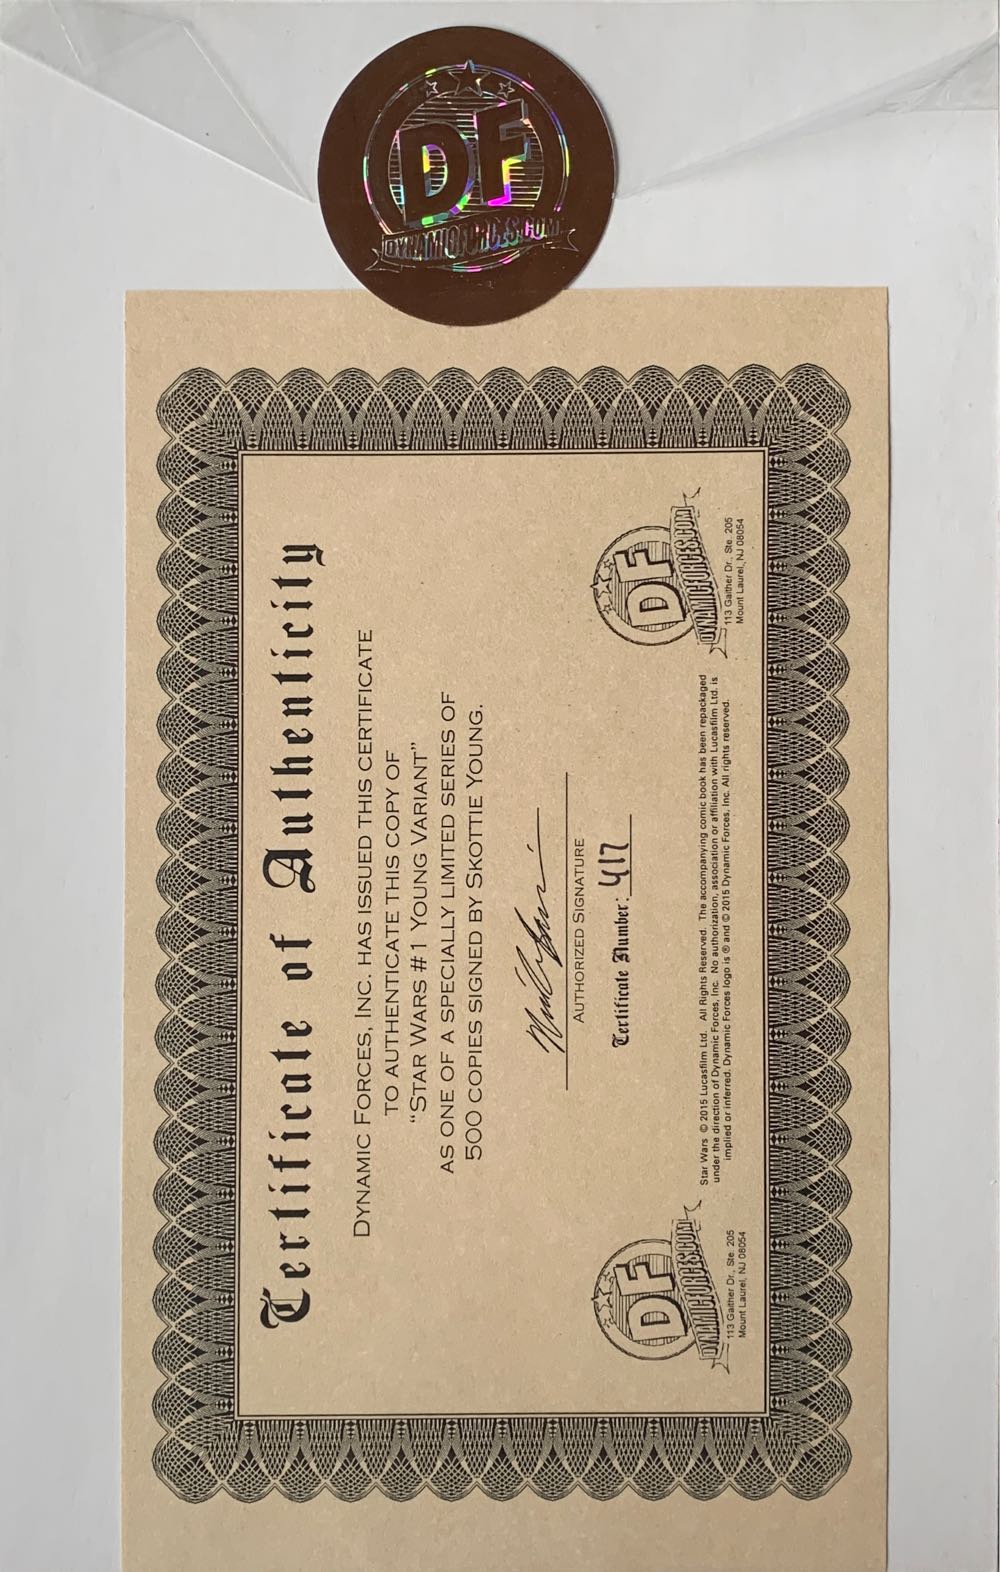 DF
DYNAMICFORCES.COM
Certificate of Authenticity
DYNAMIC FORCES, INC. HAS ISSUED THIS CERTIFICATE
TO AUTHENTICATE THIS COPY OF
“STAR WARS #1 YOUNG VARIANT”
AS ONE OF A SPECIALLY LIMITED SERIES OF
500 COPIES SIGNED BY SKOTTIE YOUNG.
AUTHORIZED SIGNATURE
Certificate Number: 417
DF
DYNAMICFORCES.COM
113 Gaither Dr., Ste. 205
Mount Laurel, NJ 08054
Star Wars © 2015 Lucasfilm Ltd. All Rights Reserved. The accompanying comic book has been repackaged
under the direction of Dynamic Forces, Inc. No authorization, association or affiliation with Lucasfilm Ltd. is
implied or inferred. Dynamic Forces logo is ® and © 2015 Dynamic Forces, Inc. All rights reserved.
DF
DYNAMICFORCES.COM
113 Gaither Dr., Ste. 205
Mount Laurel, NJ 08054